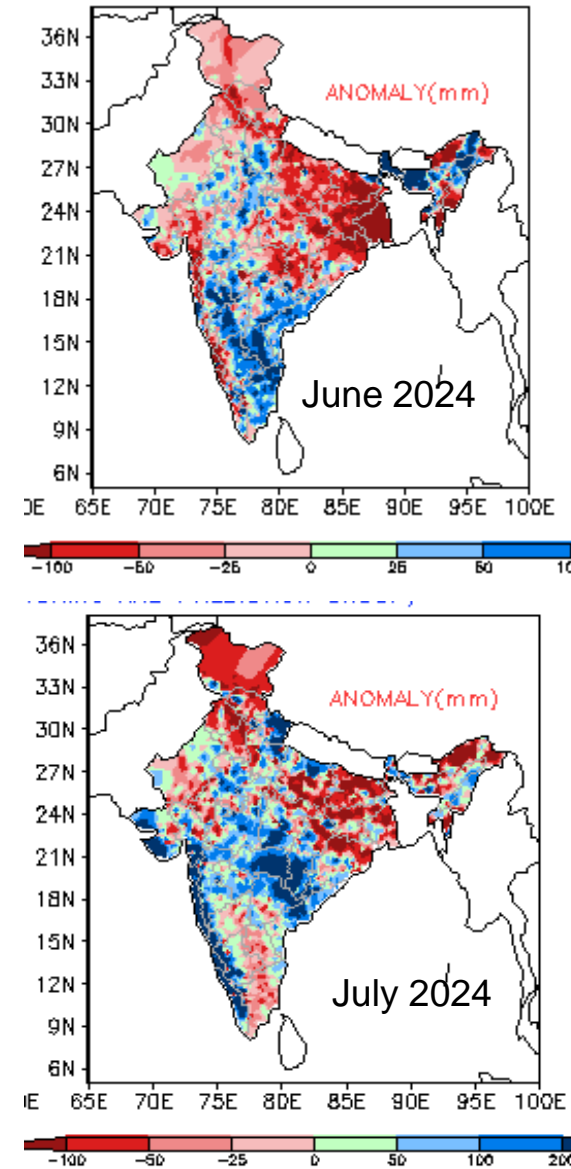 36N
33N
ANOMALY(mm)
30N
27N
24N
21N
18N
15N
12N
June 2024
9N
6N
65E 70E 75E 80E 85E 90E 95E 100E
-100 -50 -25 0 25 50
36N
33N
ANOMALY(mm)
30N
27N
24N
21N
18N
15N
12N
July 2024
9N
6N
65E 70E 75E 80E 85E 90E 95E 100E
-100 -50 -25 0 50 100 200